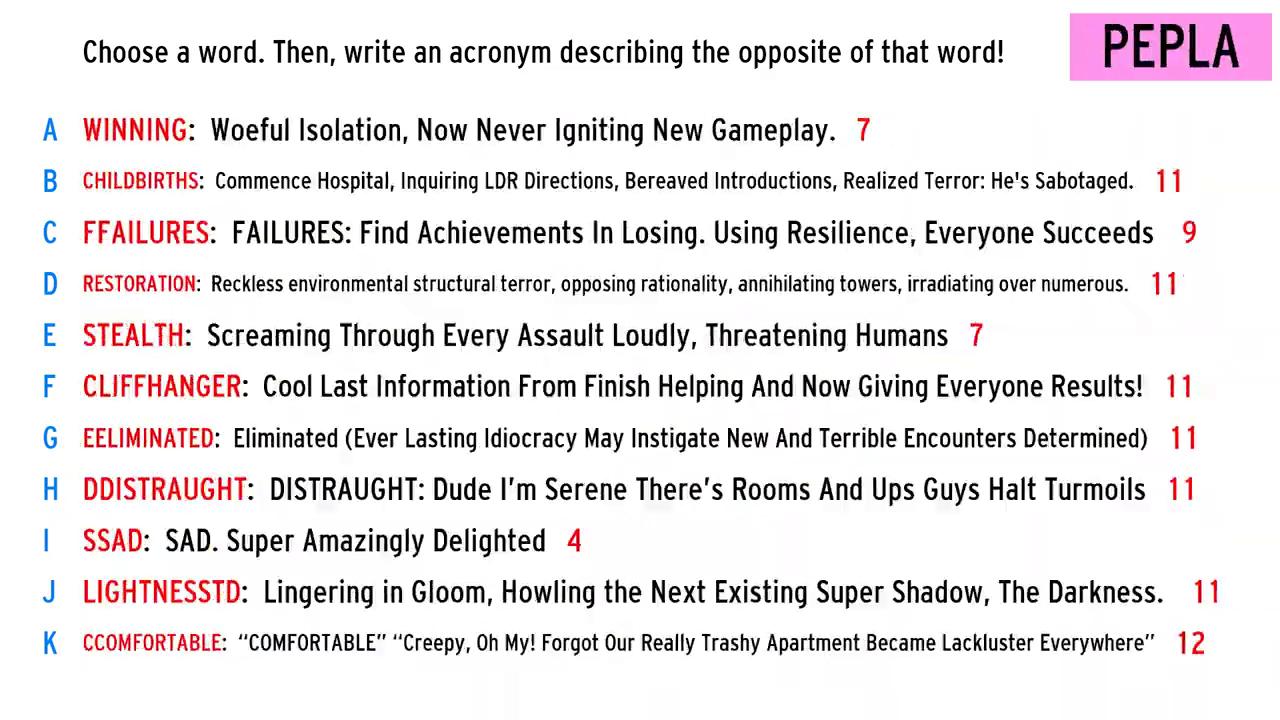 Choose a word. Then, write an acronym describing the opposite of that word!
PEPLA
A WINNING: Woeful Isolation, Now Never Igniting New Gameplay. 7
B CHILDBIRTHS: Commence Hospital, Inquiring LDR Directions, Bereaved Introductions, Realized Terror: He's Sabotaged. 11
C FFAILURES: FAILURES: Find Achievements In Losing. Using Resilience, Everyone Succeeds 9
D RESTORATION: Reckless environmental structural terror, opposing rationality, annihilating towers, irradiating over numerous. 11
E STEALTH: Screaming Through Every Assault Loudly, Threatening Humans 7
F CLIFFHANGER: Cool Last Information From Finish Helping And Now Giving Everyone Results! 11
G EELIMINATED: Eliminated (Ever Lasting Idiocracy May Instigate New And Terrible Encounters Determined) 11
H DDISTRAUGHT: DISTRAUGHT: Dude I’m Serene There’s Rooms And Ups Guys Halt Turmoils 11
I SSAD: SAD. Super Amazingly Delighted 4
J LIGHTNESSTD: Lingering in Gloom, Howling the Next Existing Super Shadow, The Darkness. 11
K CCOMFORTABLE: “COMFORTABLE” “Creepy, Oh My! Forgot Our Really Trashy Apartment Became Lackluster Everywhere” 12